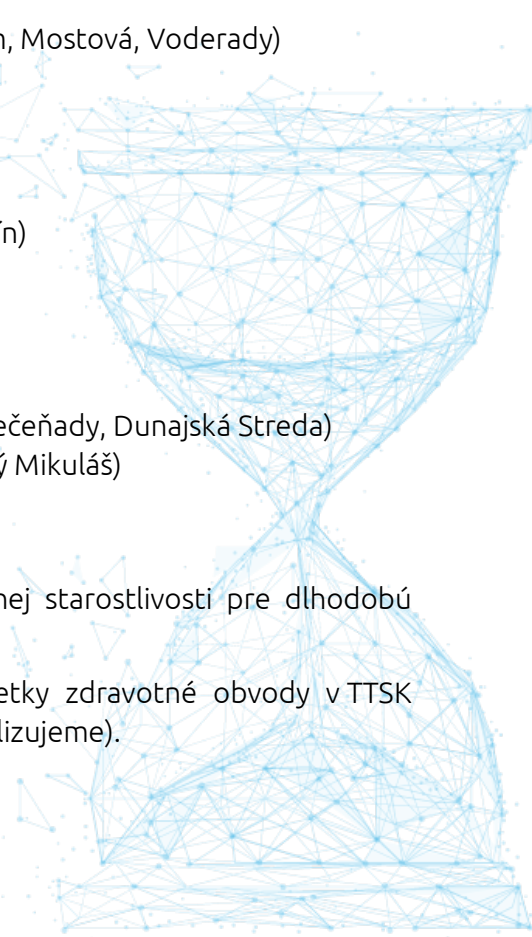 , Mostová, Voderady)
ín)
ečeňady, Dunajská Streda)
ý Mikuláš)
nej starostlivosti pre dlhodobú
etky zdravotné obvody v TTSK
lizujeme).